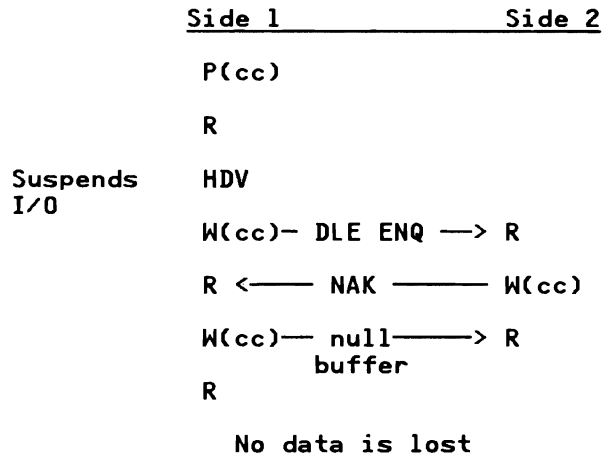 Side 1 Side 2
P(cc)
R
Suspends HDV
I/O
W(cc)— DLE ENQ —> R
R <—— NAK ——— W(cc)
W(cc)—— null ———> R
buffer
R
No data is lost